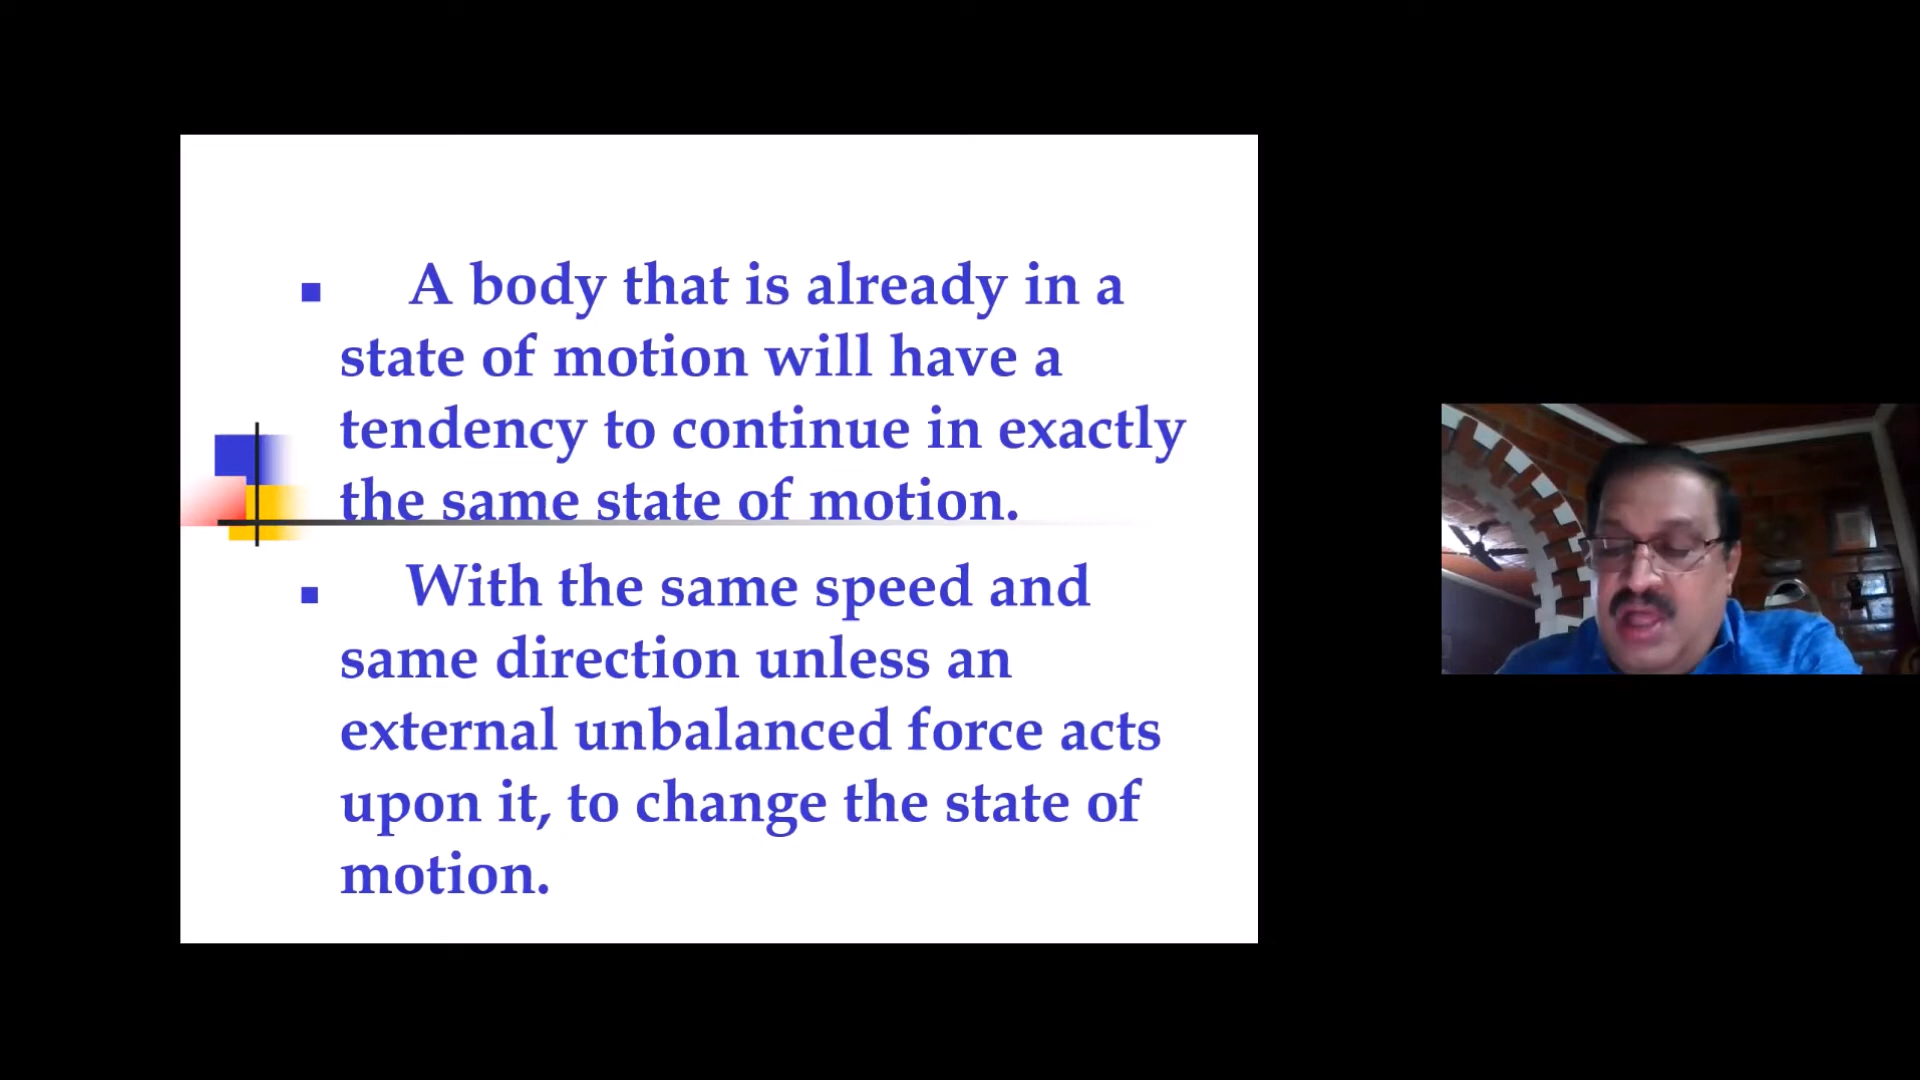 A body that is already in a
state of motion will have a
tendency to continue in exactly
the same state of motion.
With the same speed and
same direction unless an
external unbalanced force acts
upon it, to change the state of
motion.